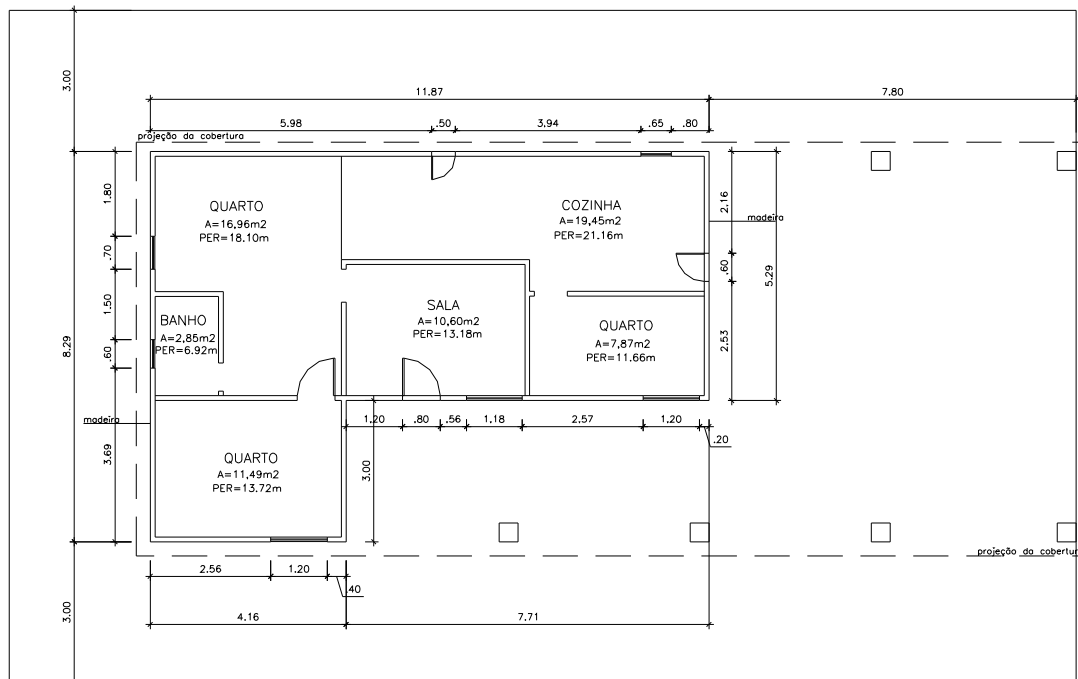 3.00
11.87
7.80
5.98
.50
3.94
.65
.80
projeção da cobertura
1.80
.70
1.50
.60
3.69
8.29
QUARTO
A=16,96m2
PER=18.10m
COZINHA
A=19,45m2
PER=21.16m
madeira
2,16
.60
2.53
5.29
BANHO
A=2,85m2
PER=6.92m
SALA
A=10,60m2
PER=13.18m
QUARTO
A=7,87m2
PER=11.66m
1.20
.80
.56
1.18
2.57
1.20
.20
madeira
QUARTO
A=11,49m2
PER=13.72m
3.00
projeção da cobertur
2.56
1.20
.40
4.16
7.71
3.00